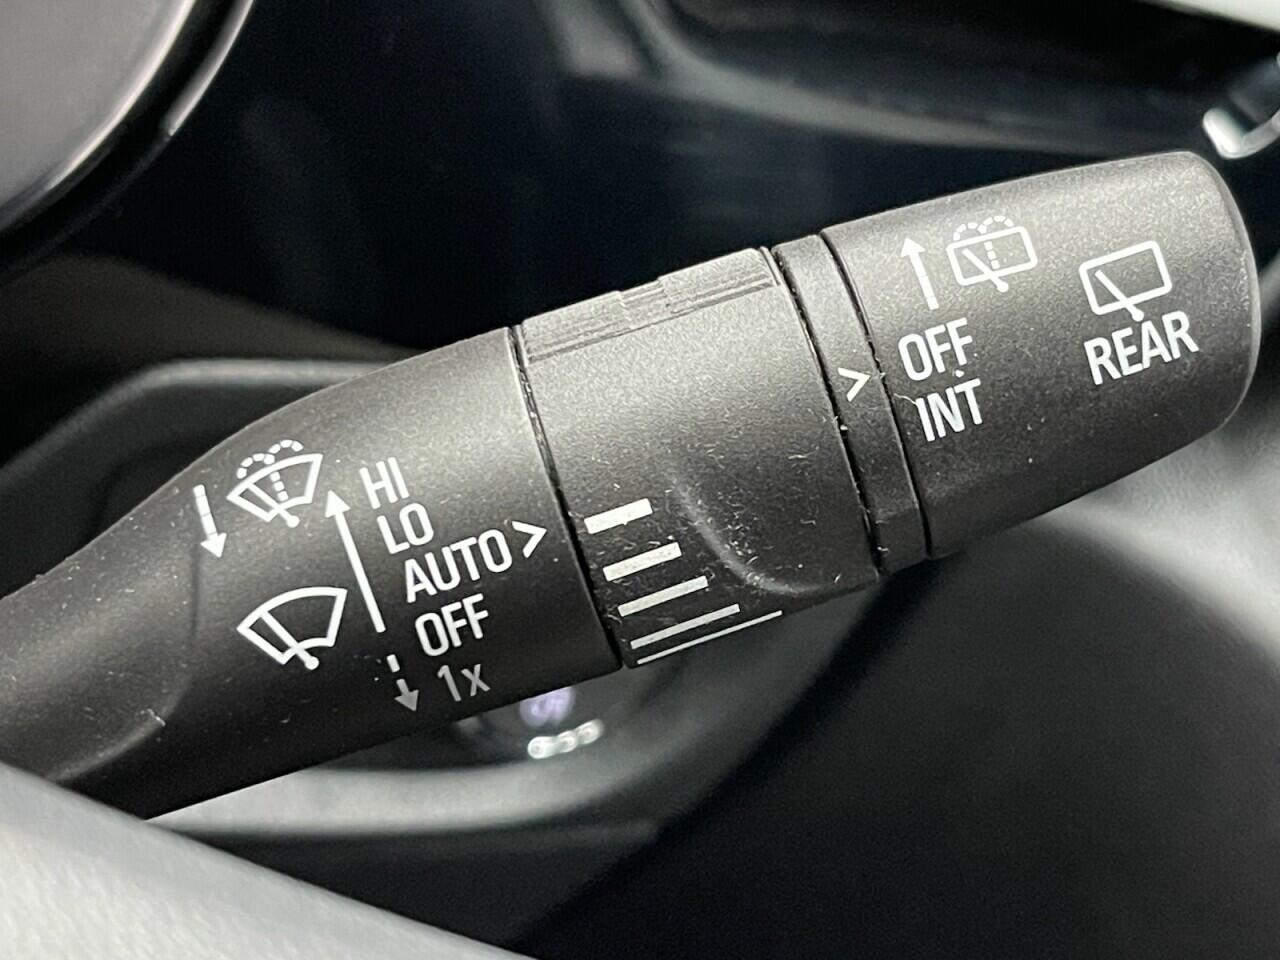 HI
LO
AUTO >
OFF
1x
>
OFF
INT
REAR